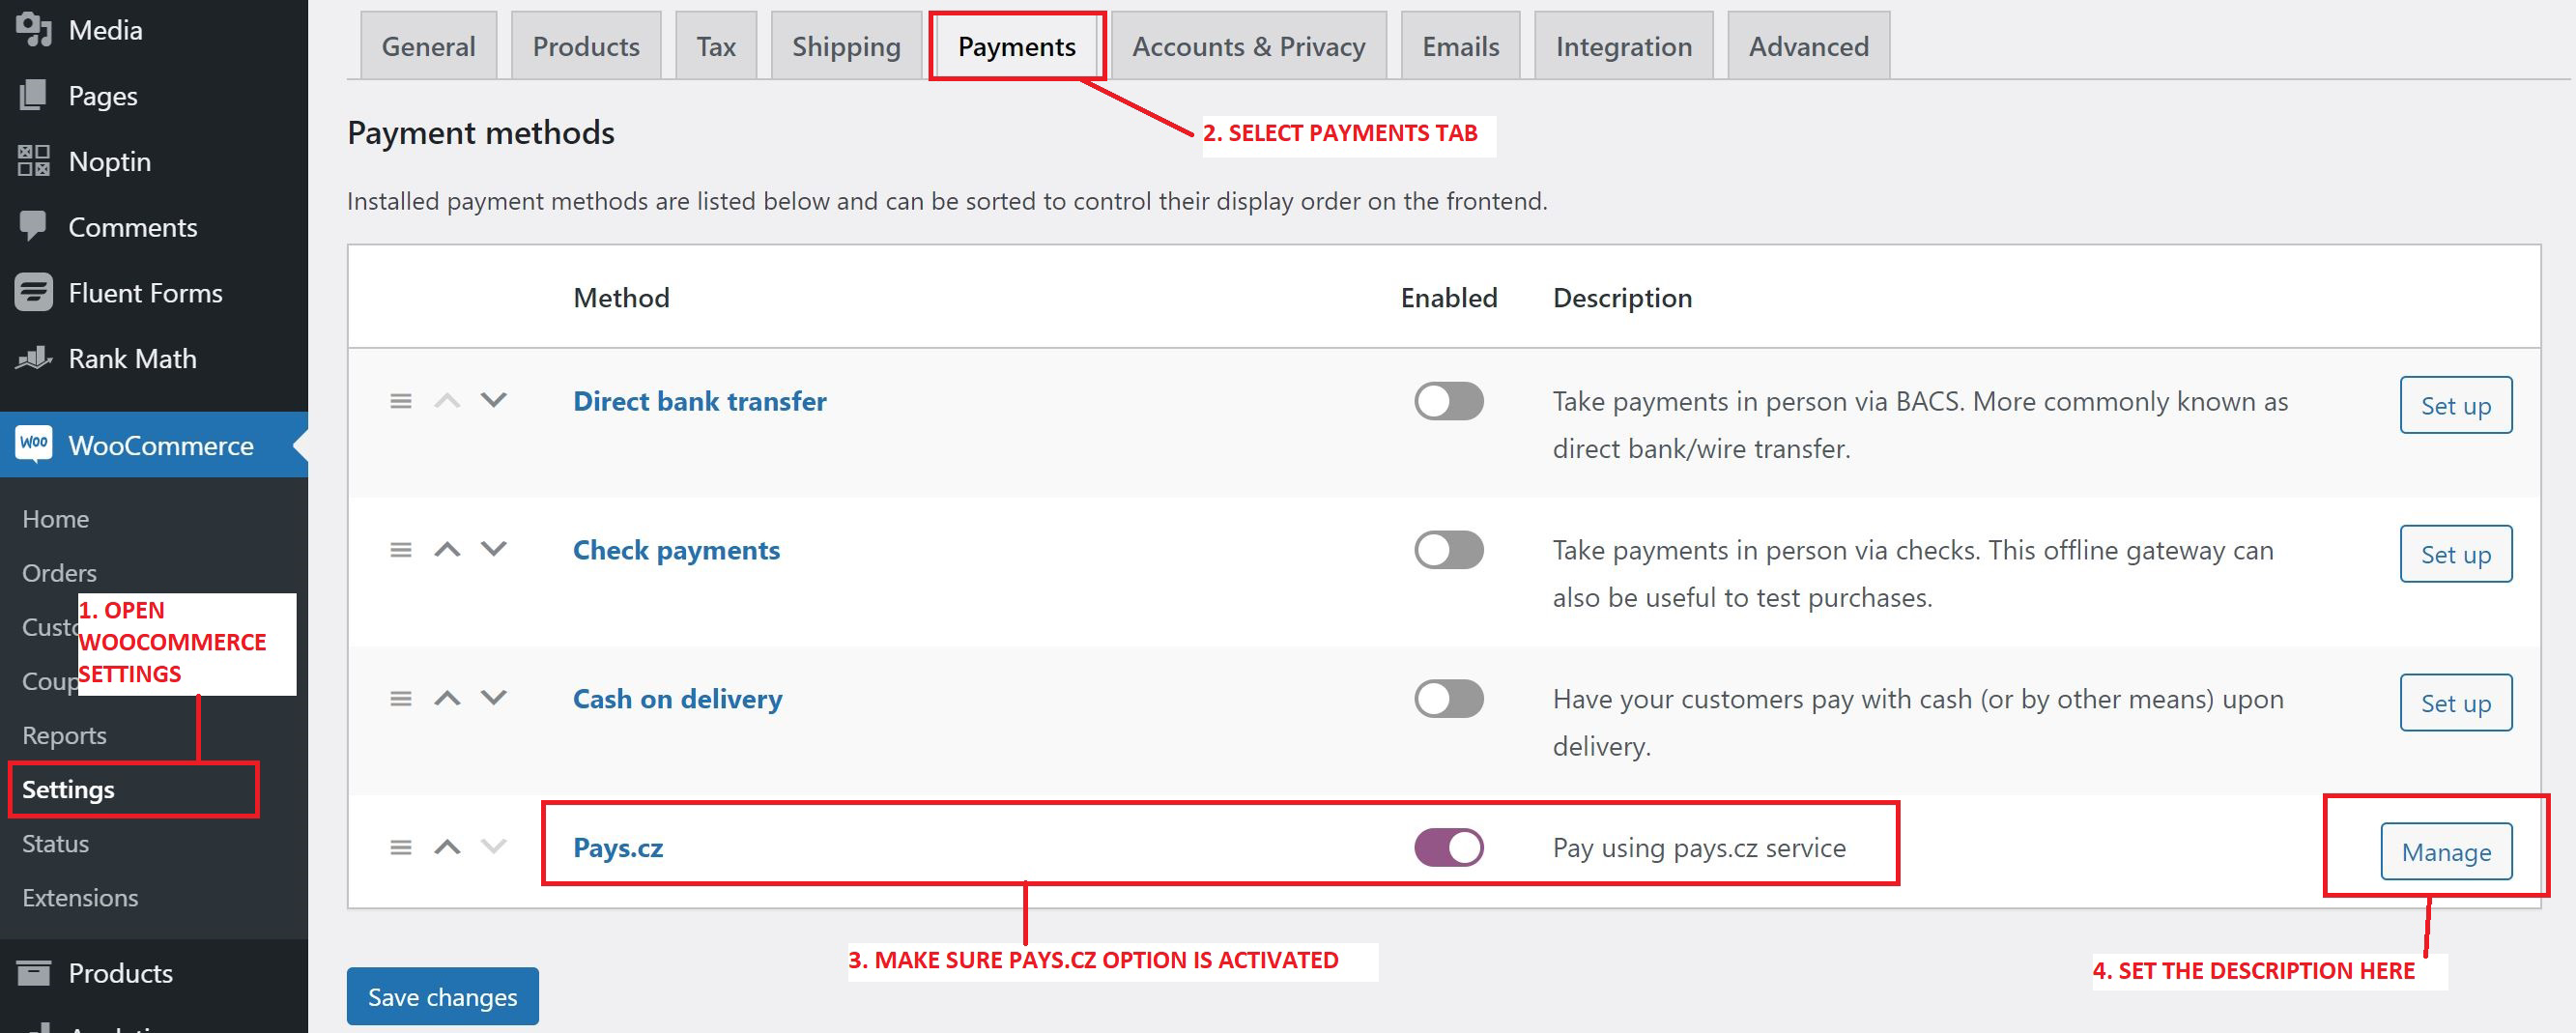 Media
Pages
Noptin
Comments
Fluent Forms
Rank Math
Woo
WooCommerce
Home
Orders
Custo
Coup
1. OPEN
WOOCOMMERCE
SETTINGS
Reports
Settings
Status
Extensions
Products
General
Products
Tax
Shipping
Payments
Accounts & Privacy
Emails
Integration
Advanced
2. SELECT PAYMENTS TAB
Payment methods
Installed payment methods are listed below and can be sorted to control their display order on the frontend.
Method Enabled Description
Direct bank transfer
Take payments in person via BACS. More commonly known as
direct bank/wire transfer.
Set up
Check payments
Take payments in person via checks. This offline gateway can
also be useful to test purchases.
Set up
Cash on delivery
Have your customers pay with cash (or by other means) upon
delivery.
Set up
Pays.cz
Pay using pays.cz service
Manage
3. MAKE SURE PAYS.CZ OPTION IS ACTIVATED
4. SET THE DESCRIPTION HERE
Save changes